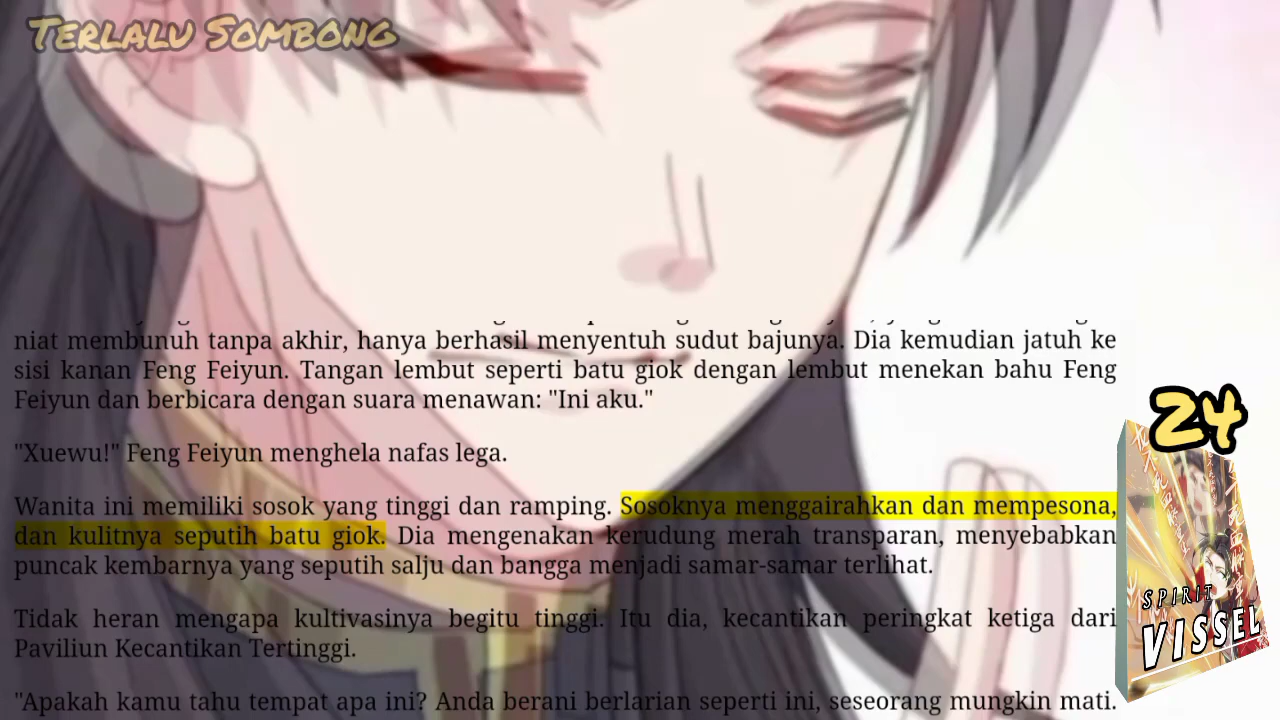 Terlalu Sombong
niat membunuh tanpa akhir, hanya berhasil menyentuh sudut bajunya. Dia kemudian jatuh ke
sisi kanan Feng Feiyun. Tangan lembut seperti batu giok dengan lembut menekan bahu Feng
Feiyun dan berbicara dengan suara menawan: "Ini aku."
"Xuewu!" Feng Feiyun menghela nafas lega.
Wanita ini memiliki sosok yang tinggi dan ramping. Sosoknya menggairahkan dan mempesona,
dan kulitnya seputih batu giok. Dia mengenakan kerudung merah transparan, menyebabkan
puncak kembarnya yang seputih salju dan bangga menjadi samar-samar terlihat.
Tidak heran mengapa kultivasinya begitu tinggi. Itu dia, kecantikan peringkat ketiga dari
Paviliun Kecantikan Tertinggi.
"Apakah kamu tahu tempat apa ini? Anda berani berlarian seperti ini, seseorang mungkin mati.
24
SPIRIT
VISSEL